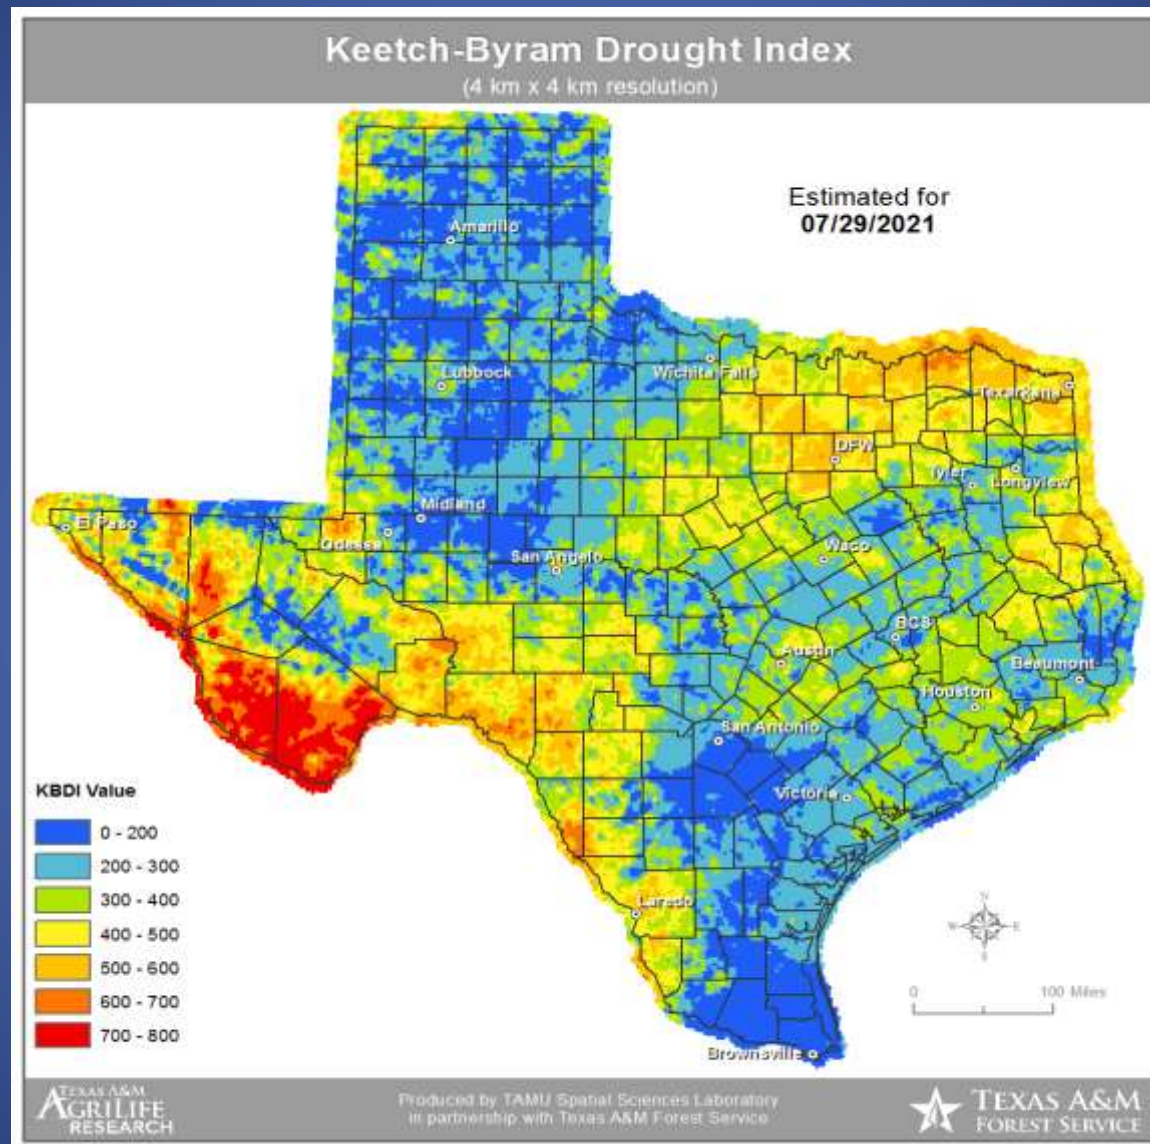 Keetch-Byram Drought Index
(4 km x 4 km resolution)
Estimated for
07/29/2021
Amarillo
Lubbock
Wichita Falls
Texarkana
DFW
Tyler
Longview
Midland
El Paso
Odessa
San Angelo
Waco
BCS
Austin
Beaumont
Houston
San Antonio
Victoria
Laredo
Brownsville
KBDI Value
0 - 200
200 - 300
300 - 400
400 - 500
500 - 600
600 - 700
700 - 800
N
W E
S
0 100 Miles
TEXAS A&M
AGRILIFE
RESEARCH
Produced by TAMU Spatial Sciences Laboratory
in partnership with Texas A&M Forest Service
TEXAS A&M
FOREST SERVICE